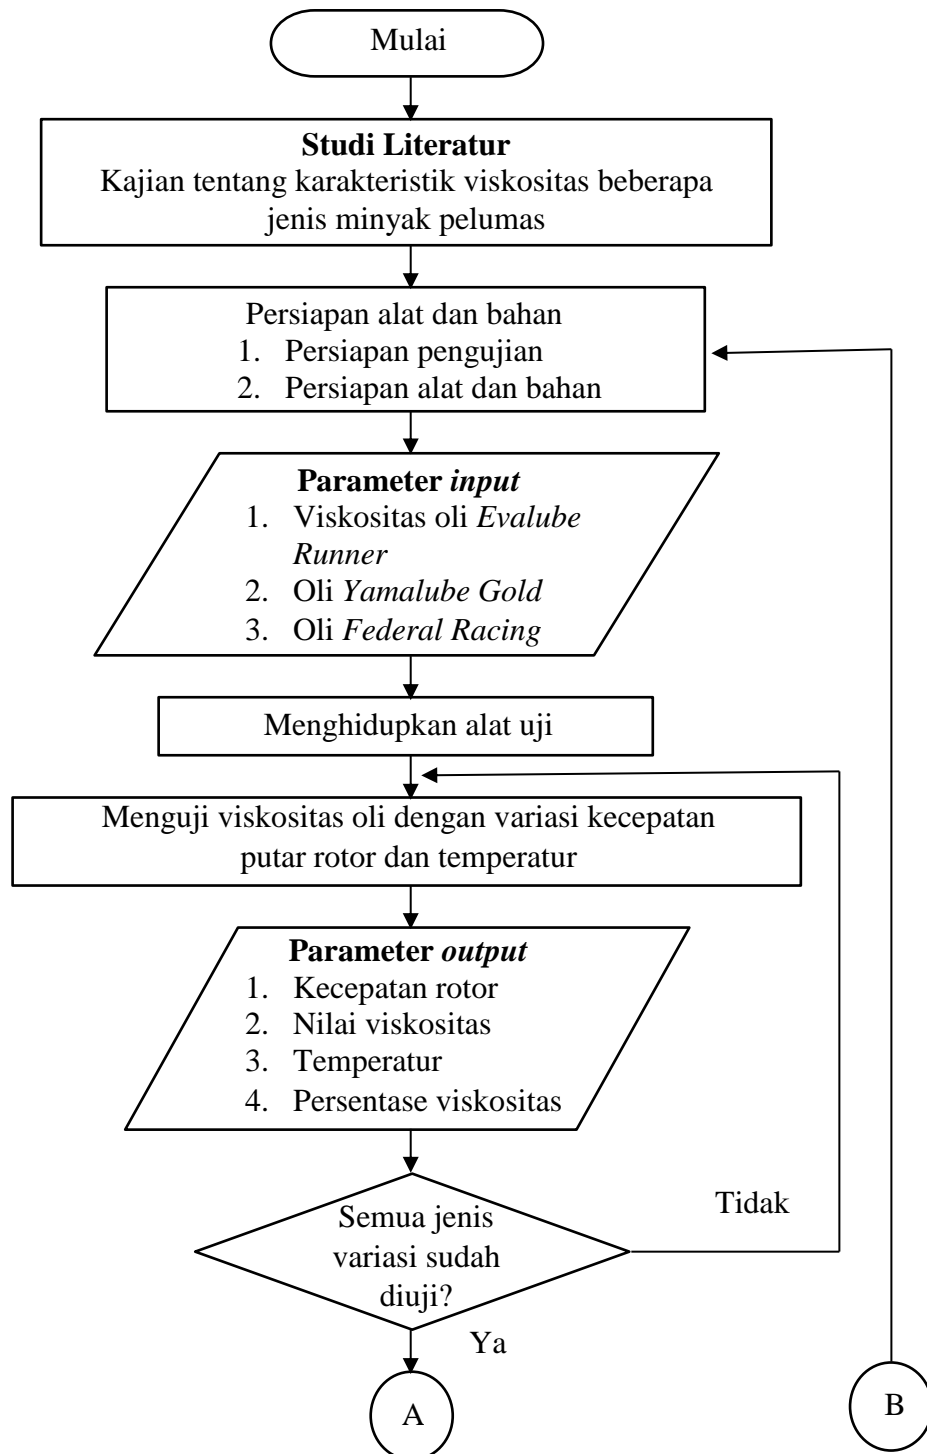 Mulai
Studi Literatur
Kajian tentang karakteristik viskositas beberapa
jenis minyak pelumas
Persiapan alat dan bahan
1. Persiapan pengujian
2. Persiapan alat dan bahan
Parameter input
1. Viskositas oli Evalube
Runner
2. Oli Yamalube Gold
3. Oli Federal Racing
Menghidupkan alat uji
Menguji viskositas oli dengan variasi kecepatan
putar rotor dan temperatur
Parameter output
1. Kecepatan rotor
2. Nilai viskositas
3. Temperatur
4. Persentase viskositas
Semua jenis
variasi sudah
diuji?
Tidak
Ya
A
B